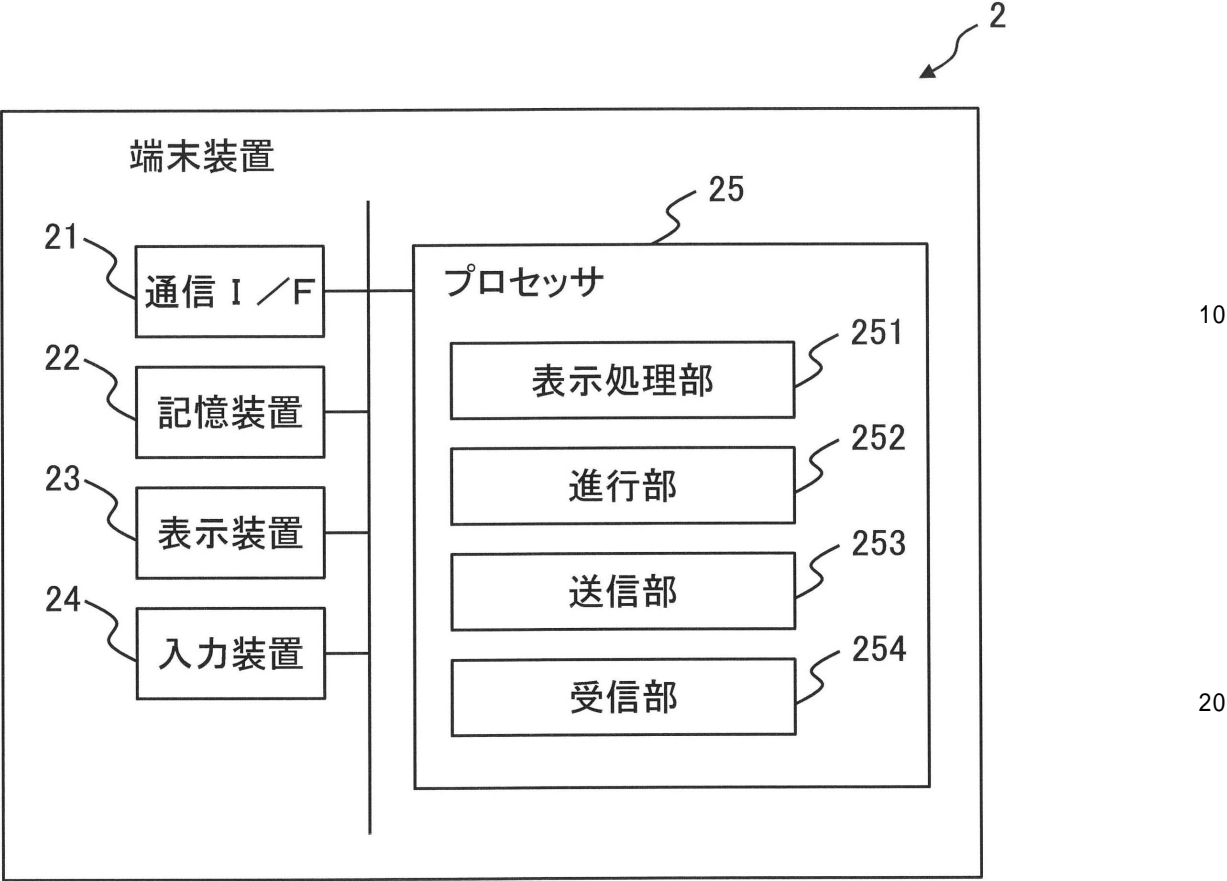 2
端末装置
25
21
通信Ｉ／Ｆ
プロセッサ
10
251
表示処理部
22
記憶装置
252
進行部
23
表示装置
253
送信部
24
入力装置
254
受信部
20